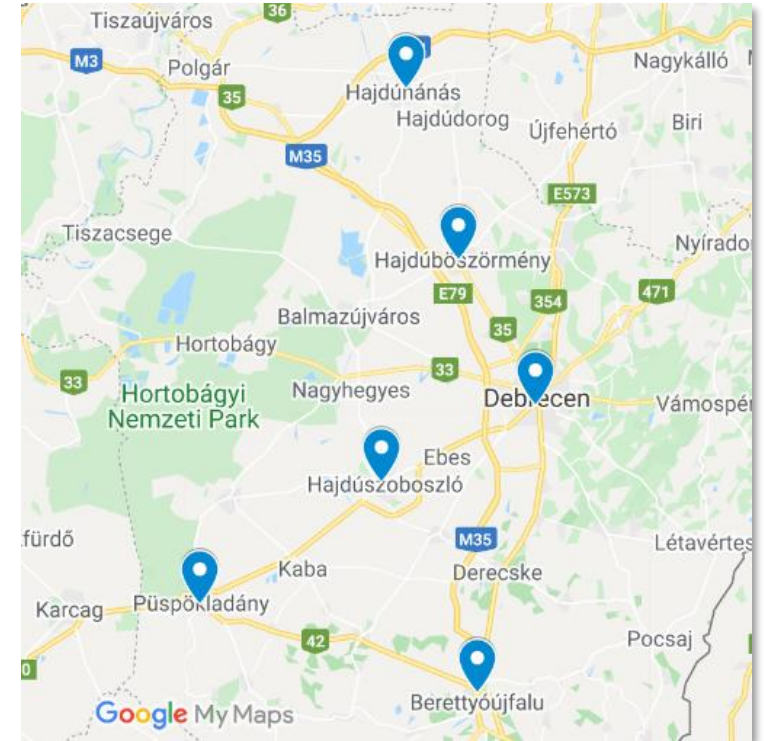 Tiszaújváros
36
M3
Polgár
Nagykálló
35
Hajdúnánás
Hajdúdorog
Újfehértó
Biri
M35
E573
Tiszacsege
Nyírado
Hajdúböszörmény
E79
354
471
Balmazújváros
35
Hortobágy
33
33
Hortobágyi
Nemzeti Park
Nagyhegyes
Debrecen
Vámospér
Ebes
Hajdúszoboszló
fürdő
M35
Létavértes
Kaba
Derecske
Karcag
Püspökladány
42
Pocsaj
0
Berettyóújfalu
Google My Maps